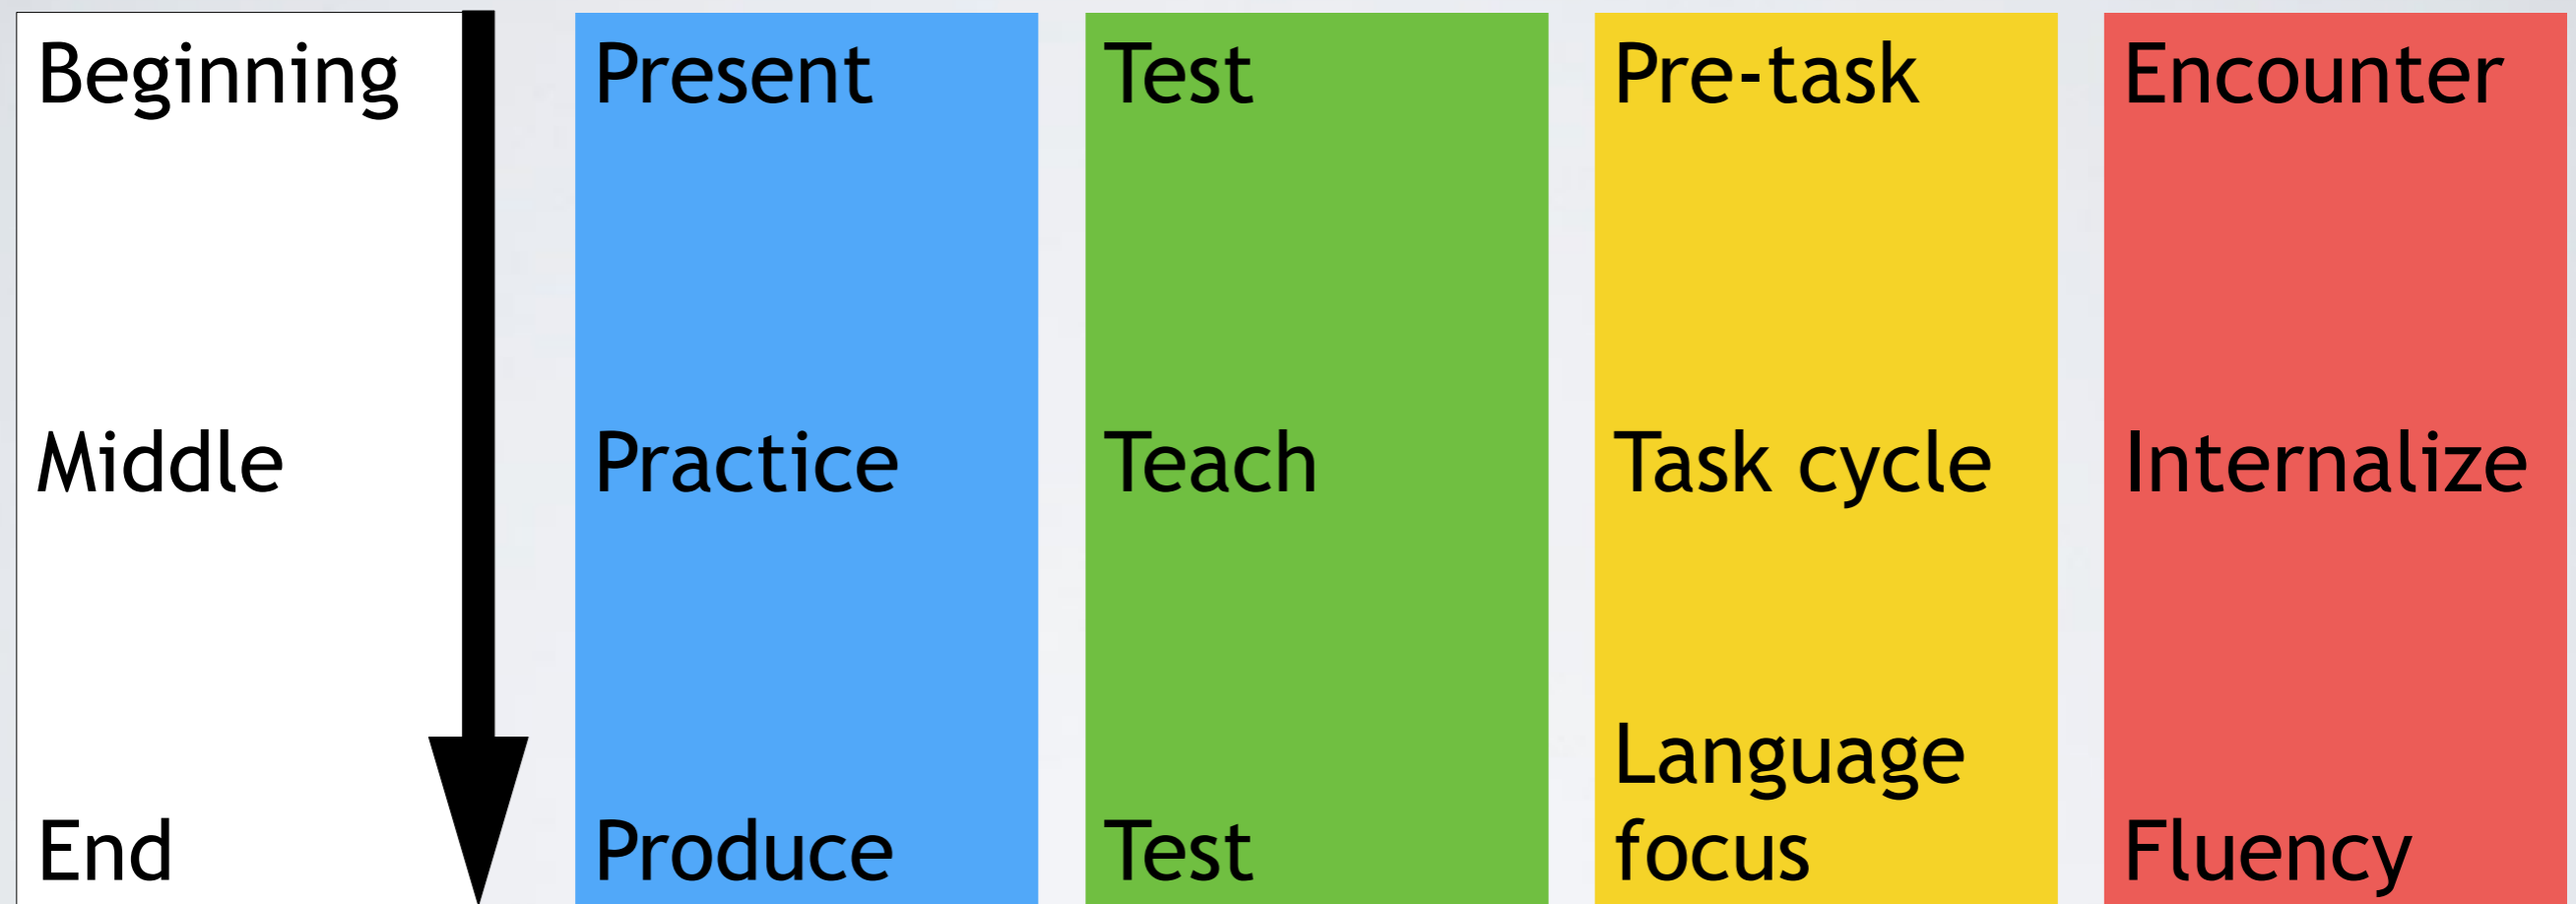 Beginning
Middle
End
Present
Practice
Produce
Test
Teach
Test
Pre-task
Task cycle
Language
focus
Encounter
Internalize
Fluency